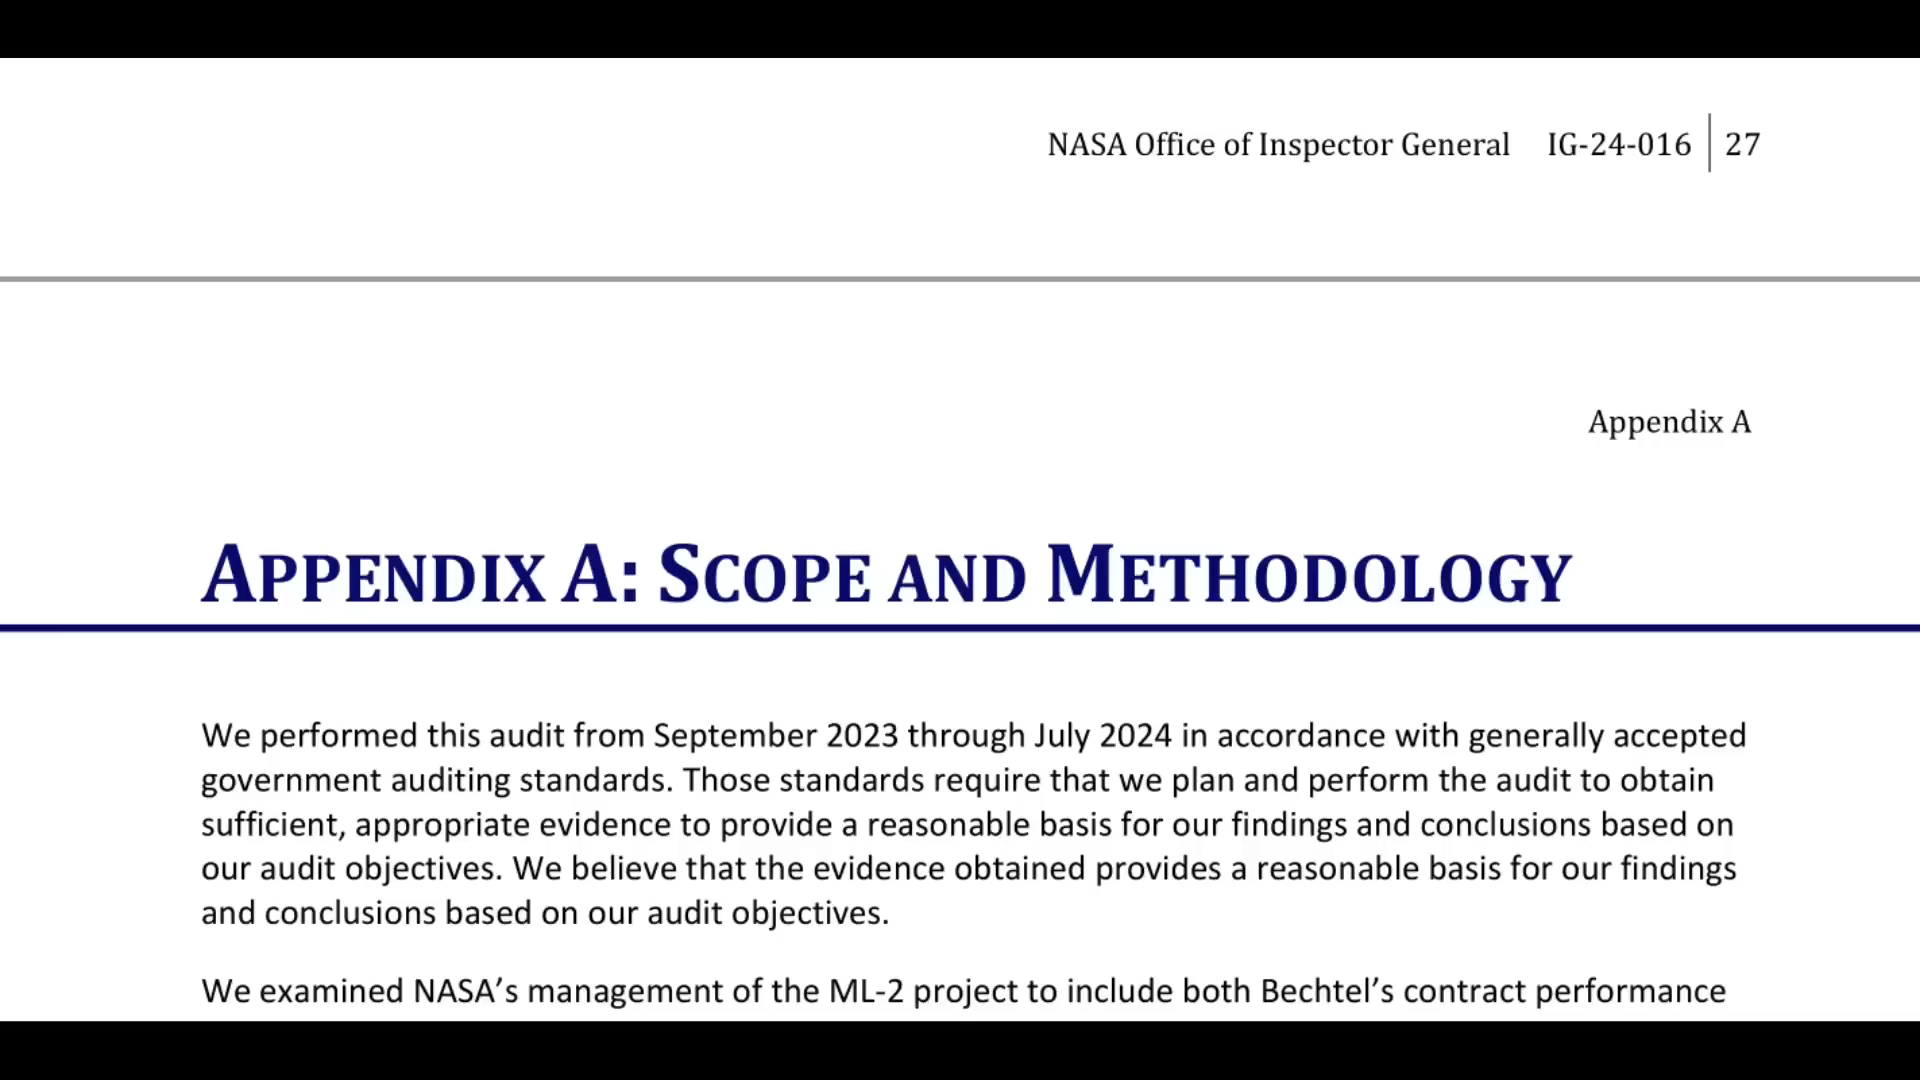 NASA Office of Inspector General IG-24-016 27
Appendix A
APPENDIX A: SCOPE AND METHODOLOGY
We performed this audit from September 2023 through July 2024 in accordance with generally accepted
government auditing standards. Those standards require that we plan and perform the audit to obtain
sufficient, appropriate evidence to provide a reasonable basis for our findings and conclusions based on
our audit objectives. We believe that the evidence obtained provides a reasonable basis for our findings
and conclusions based on our audit objectives.
We examined NASA’s management of the ML-2 project to include both Bechtel’s contract performance